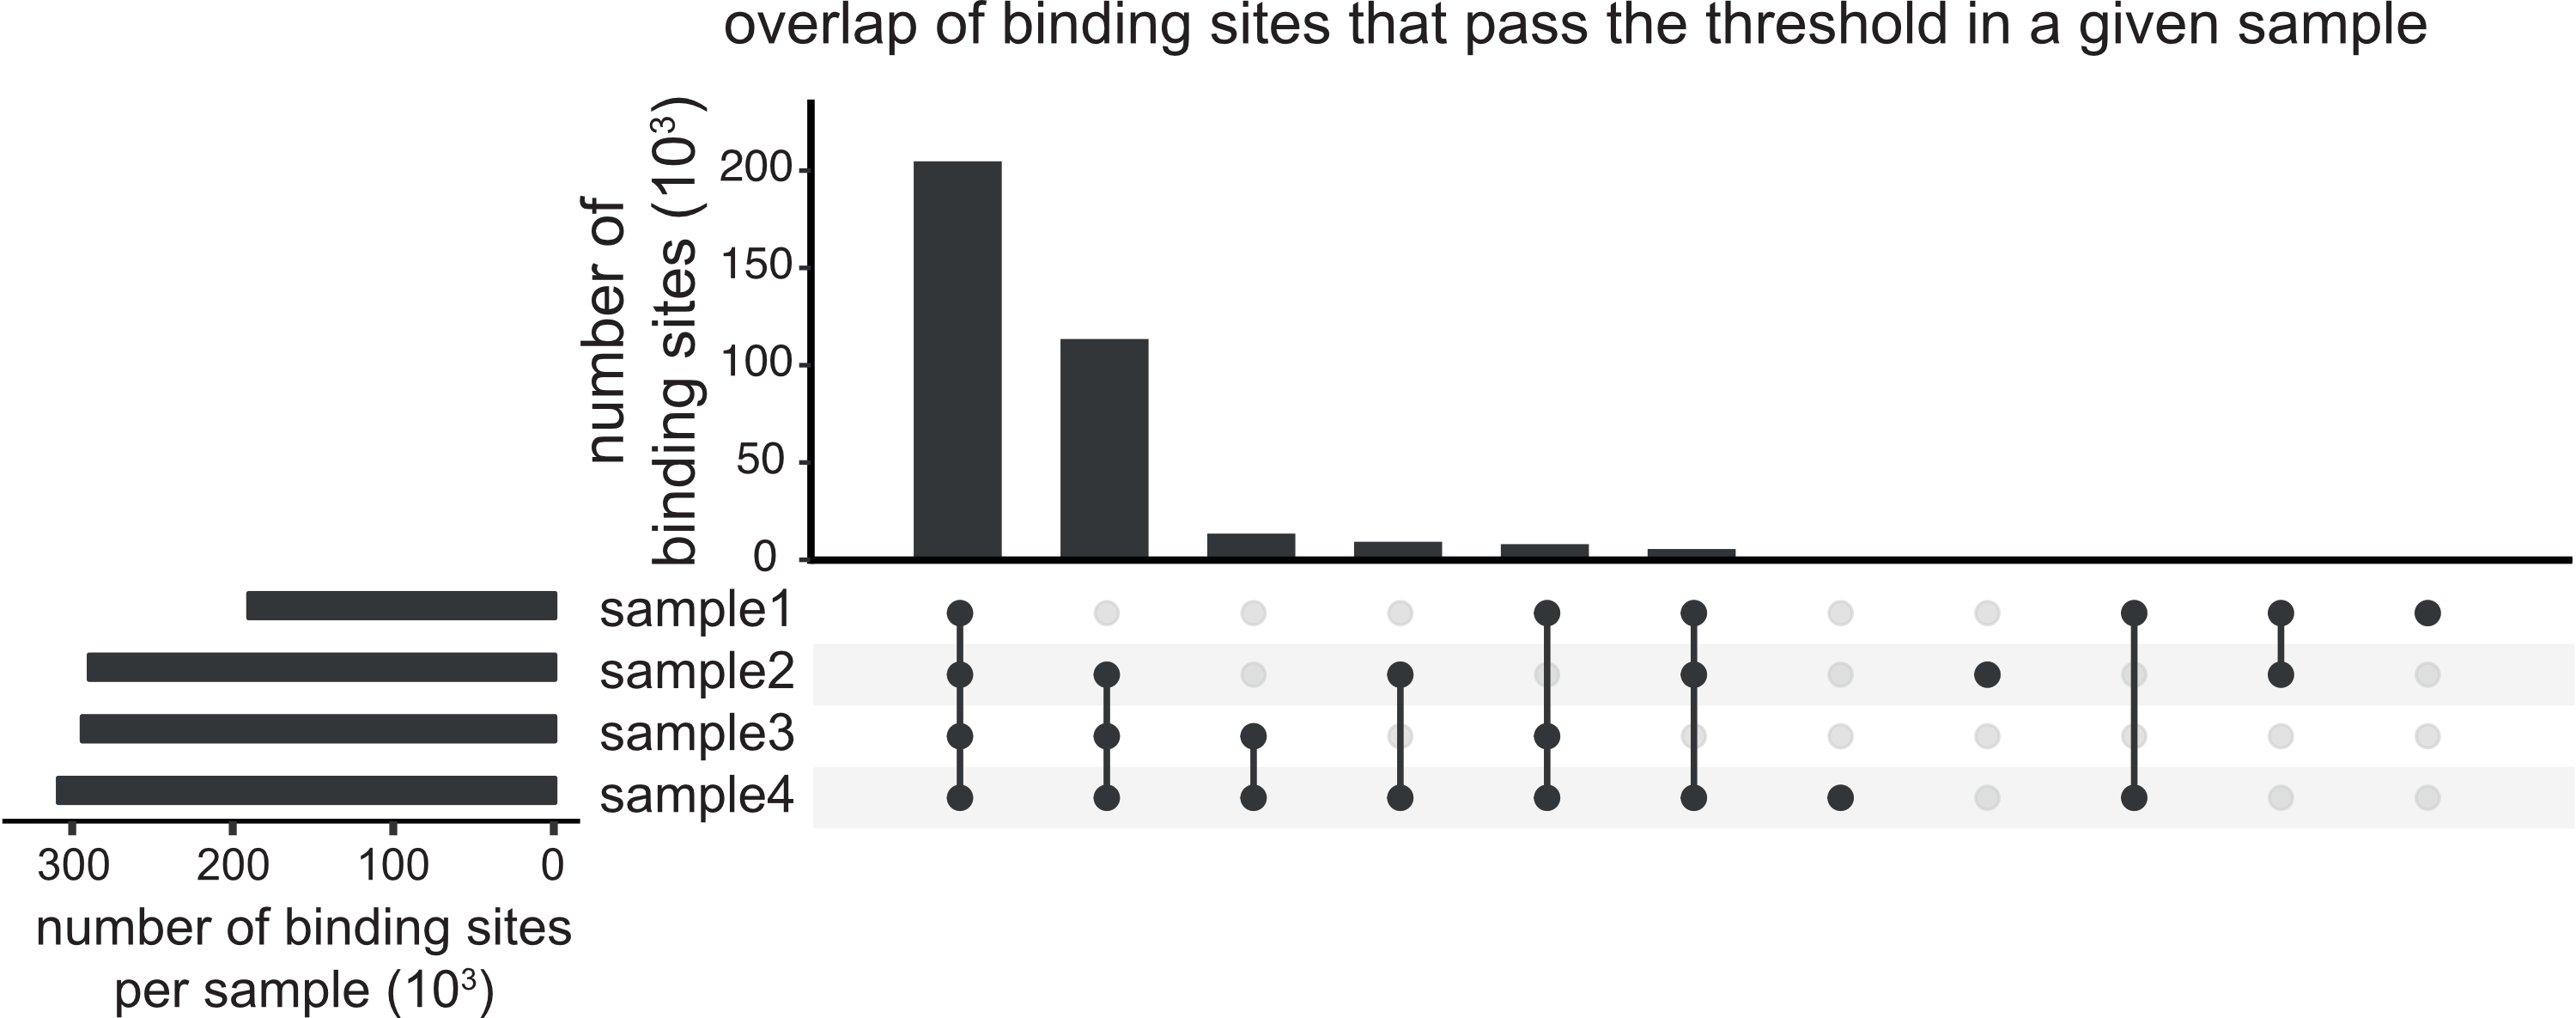 overlap of binding sites that pass the threshold in a given sample
number of
binding sites (10³)
200
150
100
50
0
sample1
sample2
sample3
sample4
300 200 100 0
number of binding sites
per sample (10³)